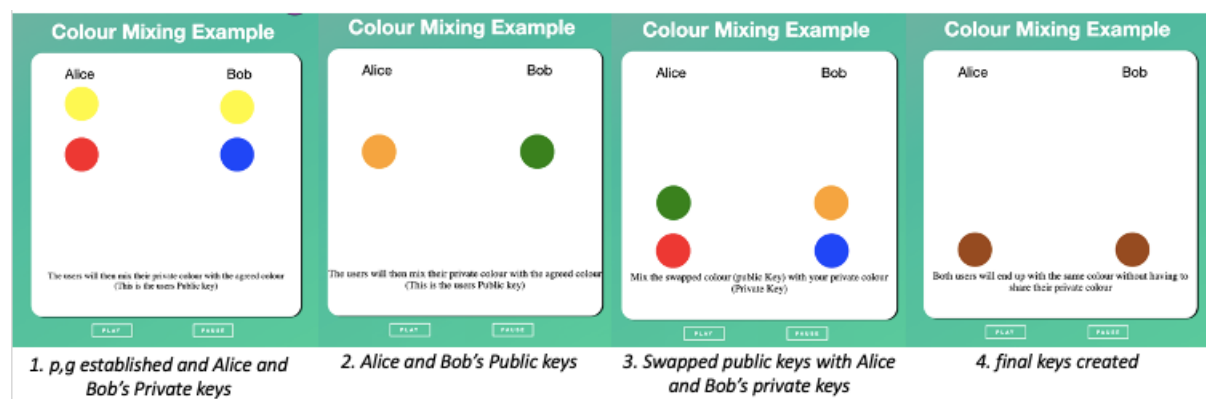 Colour Mixing Example
Alice Bob
The users will then mix their private colour with the agreed colour
(This is the users Public key)
PLAY PAUSE
1. p,g established and Alice and
Bob's Private keys
Colour Mixing Example
Alice Bob
The users will then mix their private colour with the agreed colour
(This is the users Public key)
PLAY PAUSE
2. Alice and Bob's Public keys
Colour Mixing Example
Alice Bob
Mix the swapped colour (public Key) with your private colour
(Private Key)
PLAY PAUSE
3. Swapped public keys with Alice
and Bob's private keys
Colour Mixing Example
Alice Bob
Both users will end up with the same colour without having to
share their private colour
PLAY PAUSE
4. final keys created